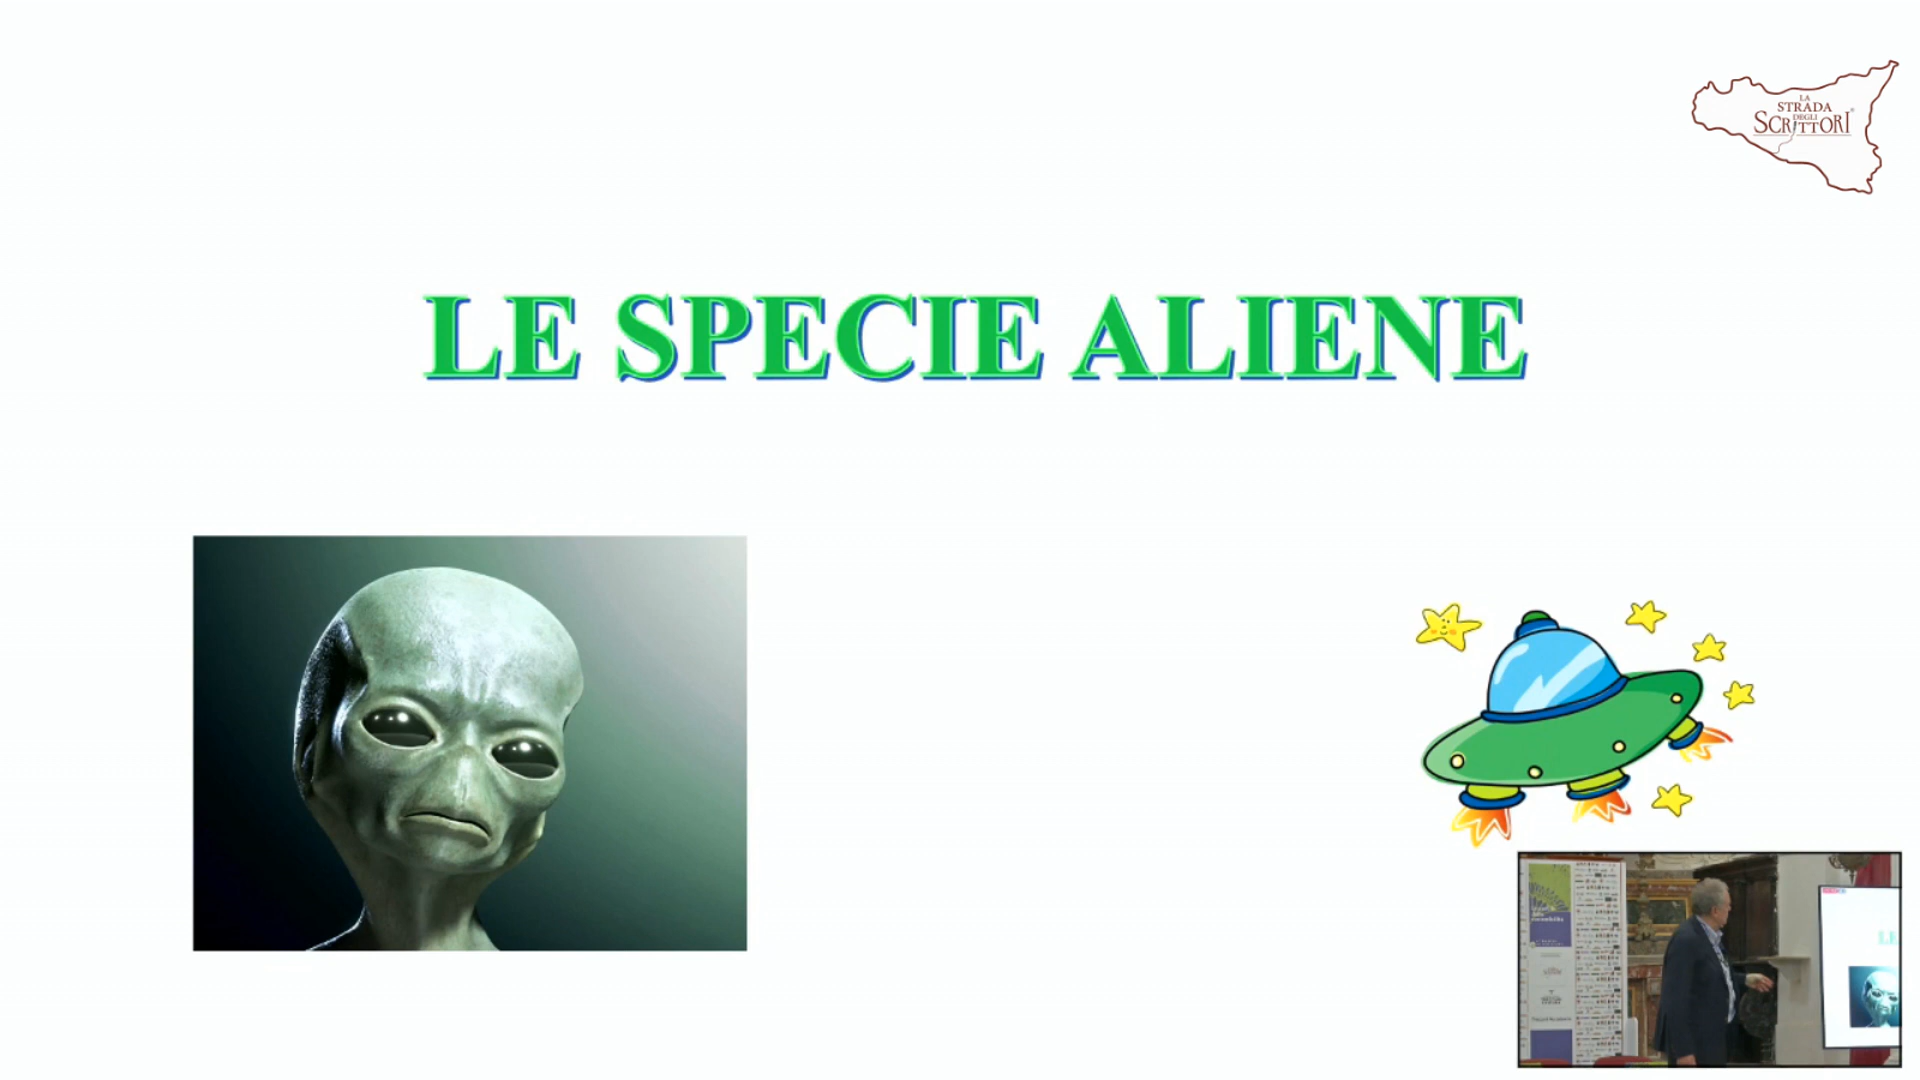 LA
STRADA
DEGLI
SCRITTORI
LE SPECIE ALIENE